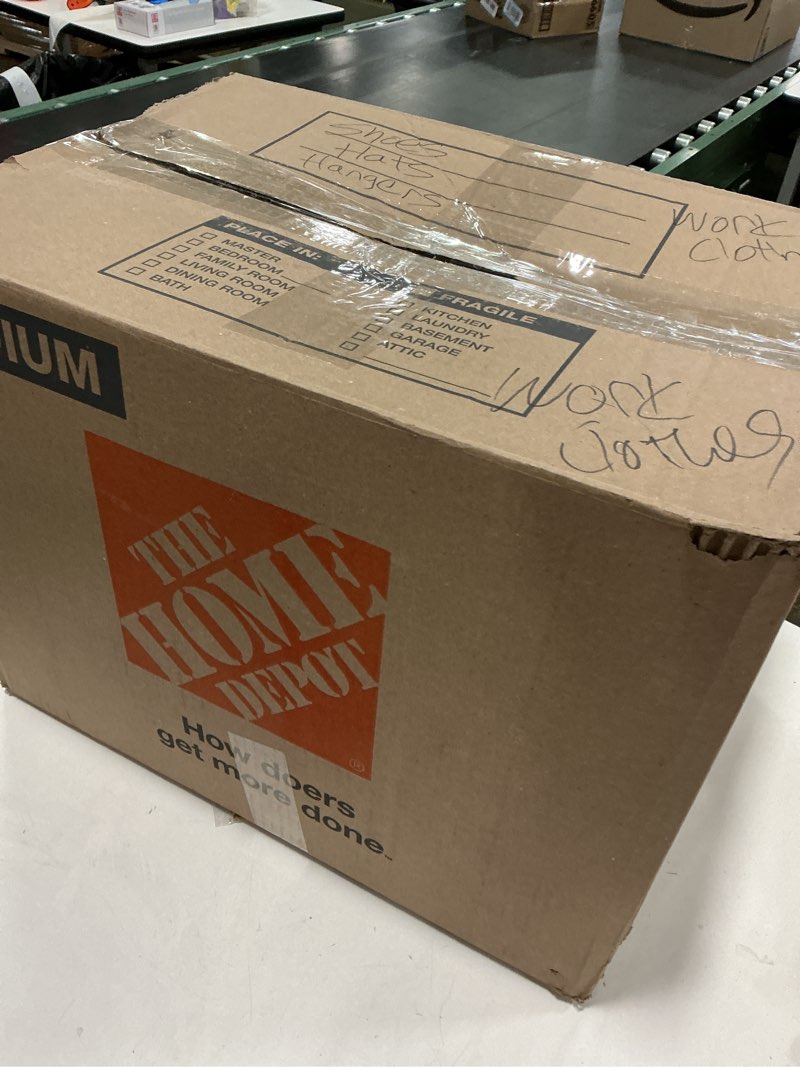 Shoes
Hats
Hangers
Work
Cloth
PLACE IN:
FRAGILE
MASTER
BEDROOM
FAMILY ROOM
LIVING ROOM
DINING ROOM
BATH
KITCHEN
LAUNDRY
BASEMENT
GARAGE
ATTIC
Work
Clothes
IUM
THE
HOME
DEPOT
®
How doers
get more done.™